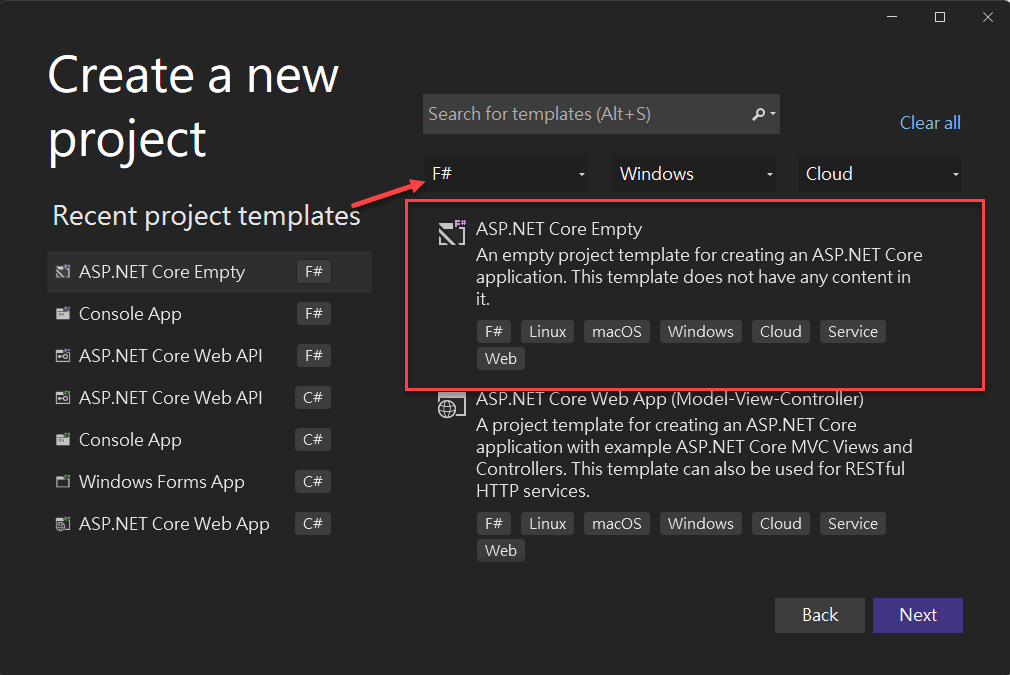 Create a new
project
Search for templates (Alt+S)
Clear all
F#
Windows
Cloud
Recent project templates
ASP.NET Core Empty F#
Console App F#
ASP.NET Core Web API F#
ASP.NET Core Web API C#
Console App C#
Windows Forms App C#
ASP.NET Core Web App C#
F#
ASP.NET Core Empty
An empty project template for creating an ASP.NET Core
application. This template does not have any content in
it.
F# Linux macOS Windows Cloud Service
Web
ASP.NET Core Web App (Model-View-Controller)
A project template for creating an ASP.NET Core
application with example ASP.NET Core MVC Views and
Controllers. This template can also be used for RESTful
HTTP services.
F# Linux macOS Windows Cloud Service
Web
Back
Next